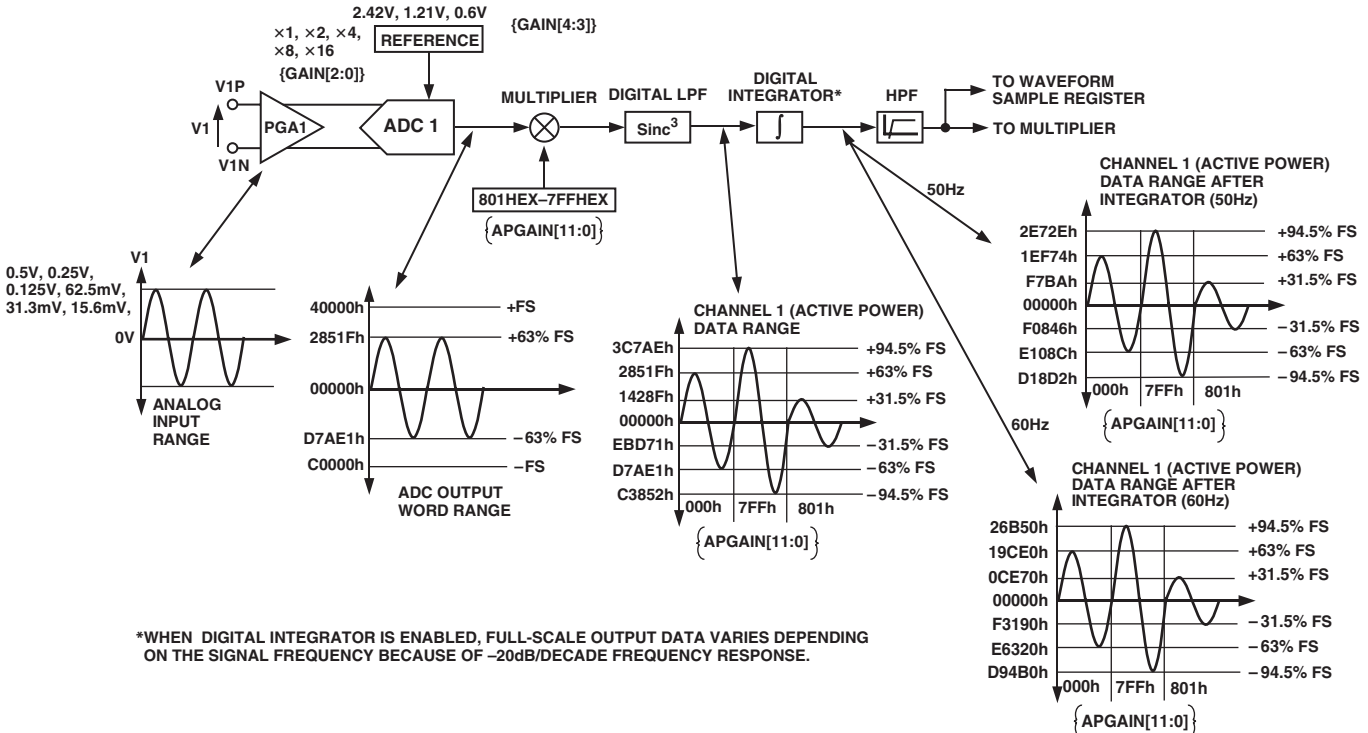 2.42V, 1.21V, 0.6V
{GAIN[4:3]}
×1, ×2, ×4,
×8, ×16
REFERENCE
{GAIN[2:0]}
V1P
V1
V1N
PGA1
ADC 1
MULTIPLIER
801HEX–7FFHEX
{APGAIN[11:0]}
DIGITAL LPF
Sinc³
DIGITAL
INTEGRATOR*
∫
HPF
TO WAVEFORM
SAMPLE REGISTER
TO MULTIPLIER
50Hz
60Hz
V1
0.5V, 0.25V,
0.125V, 62.5mV,
31.3mV, 15.6mV,
0V
ANALOG
INPUT
RANGE
40000h +FS
2851Fh +63% FS
00000h
D7AE1h –63% FS
C0000h –FS
ADC OUTPUT
WORD RANGE
CHANNEL 1 (ACTIVE POWER)
DATA RANGE
3C7AEh +94.5% FS
2851Fh +63% FS
1428Fh +31.5% FS
00000h
EBD71h –31.5% FS
D7AE1h –63% FS
C3852h –94.5% FS
000h 7FFh 801h
{APGAIN[11:0]}
CHANNEL 1 (ACTIVE POWER)
DATA RANGE AFTER
INTEGRATOR (50Hz)
2E72Eh +94.5% FS
1EF74h +63% FS
F7BAh +31.5% FS
00000h
F0846h –31.5% FS
E108Ch –63% FS
D18D2h –94.5% FS
000h 7FFh 801h
{APGAIN[11:0]}
CHANNEL 1 (ACTIVE POWER)
DATA RANGE AFTER
INTEGRATOR (60Hz)
26B50h +94.5% FS
19CE0h +63% FS
0CE70h +31.5% FS
00000h
F3190h –31.5% FS
E6320h –63% FS
D94B0h –94.5% FS
000h 7FFh 801h
{APGAIN[11:0]}
*WHEN DIGITAL INTEGRATOR IS ENABLED, FULL-SCALE OUTPUT DATA VARIES DEPENDING
ON THE SIGNAL FREQUENCY BECAUSE OF –20dB/DECADE FREQUENCY RESPONSE.